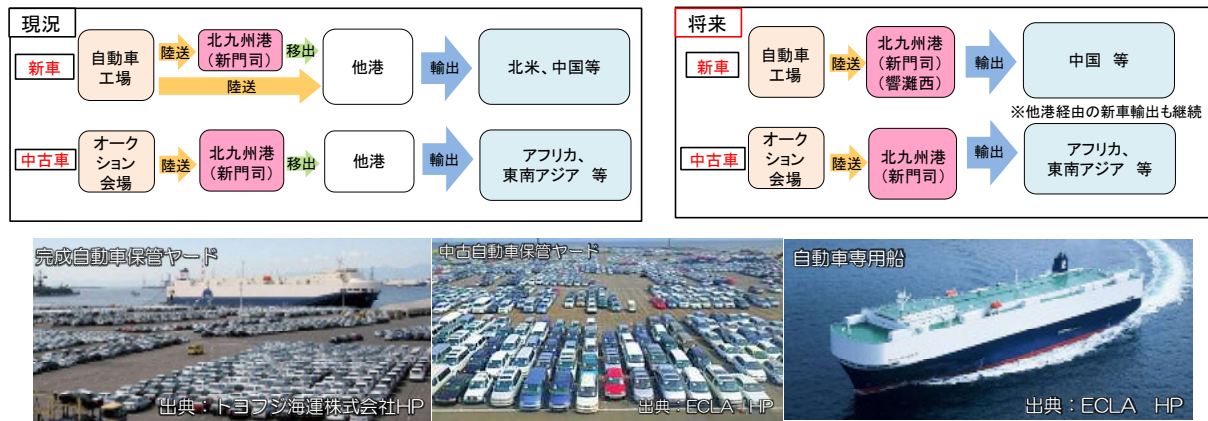 現況
新車
自動車
工場
陸送
北九州港
(新門司)
移出
陸送
他港
輸出
北米、中国等
中古車
オーク
ション
会場
陸送
北九州港
(新門司)
移出
他港
輸出
アフリカ、
東南アジア 等
将来
新車
自動車
工場
陸送
北九州港
(新門司)
(響灘西)
輸出
中国 等
※他港経由の新車輸出も継続
中古車
オーク
ション
会場
陸送
北九州港
(新門司)
輸出
アフリカ、
東南アジア 等
完成自動車保管ヤード
出典：トヨフジ海運株式会社HP
中古自動車保管ヤード
出典：ECLA HP
自動車専用船
出典：ECLA HP